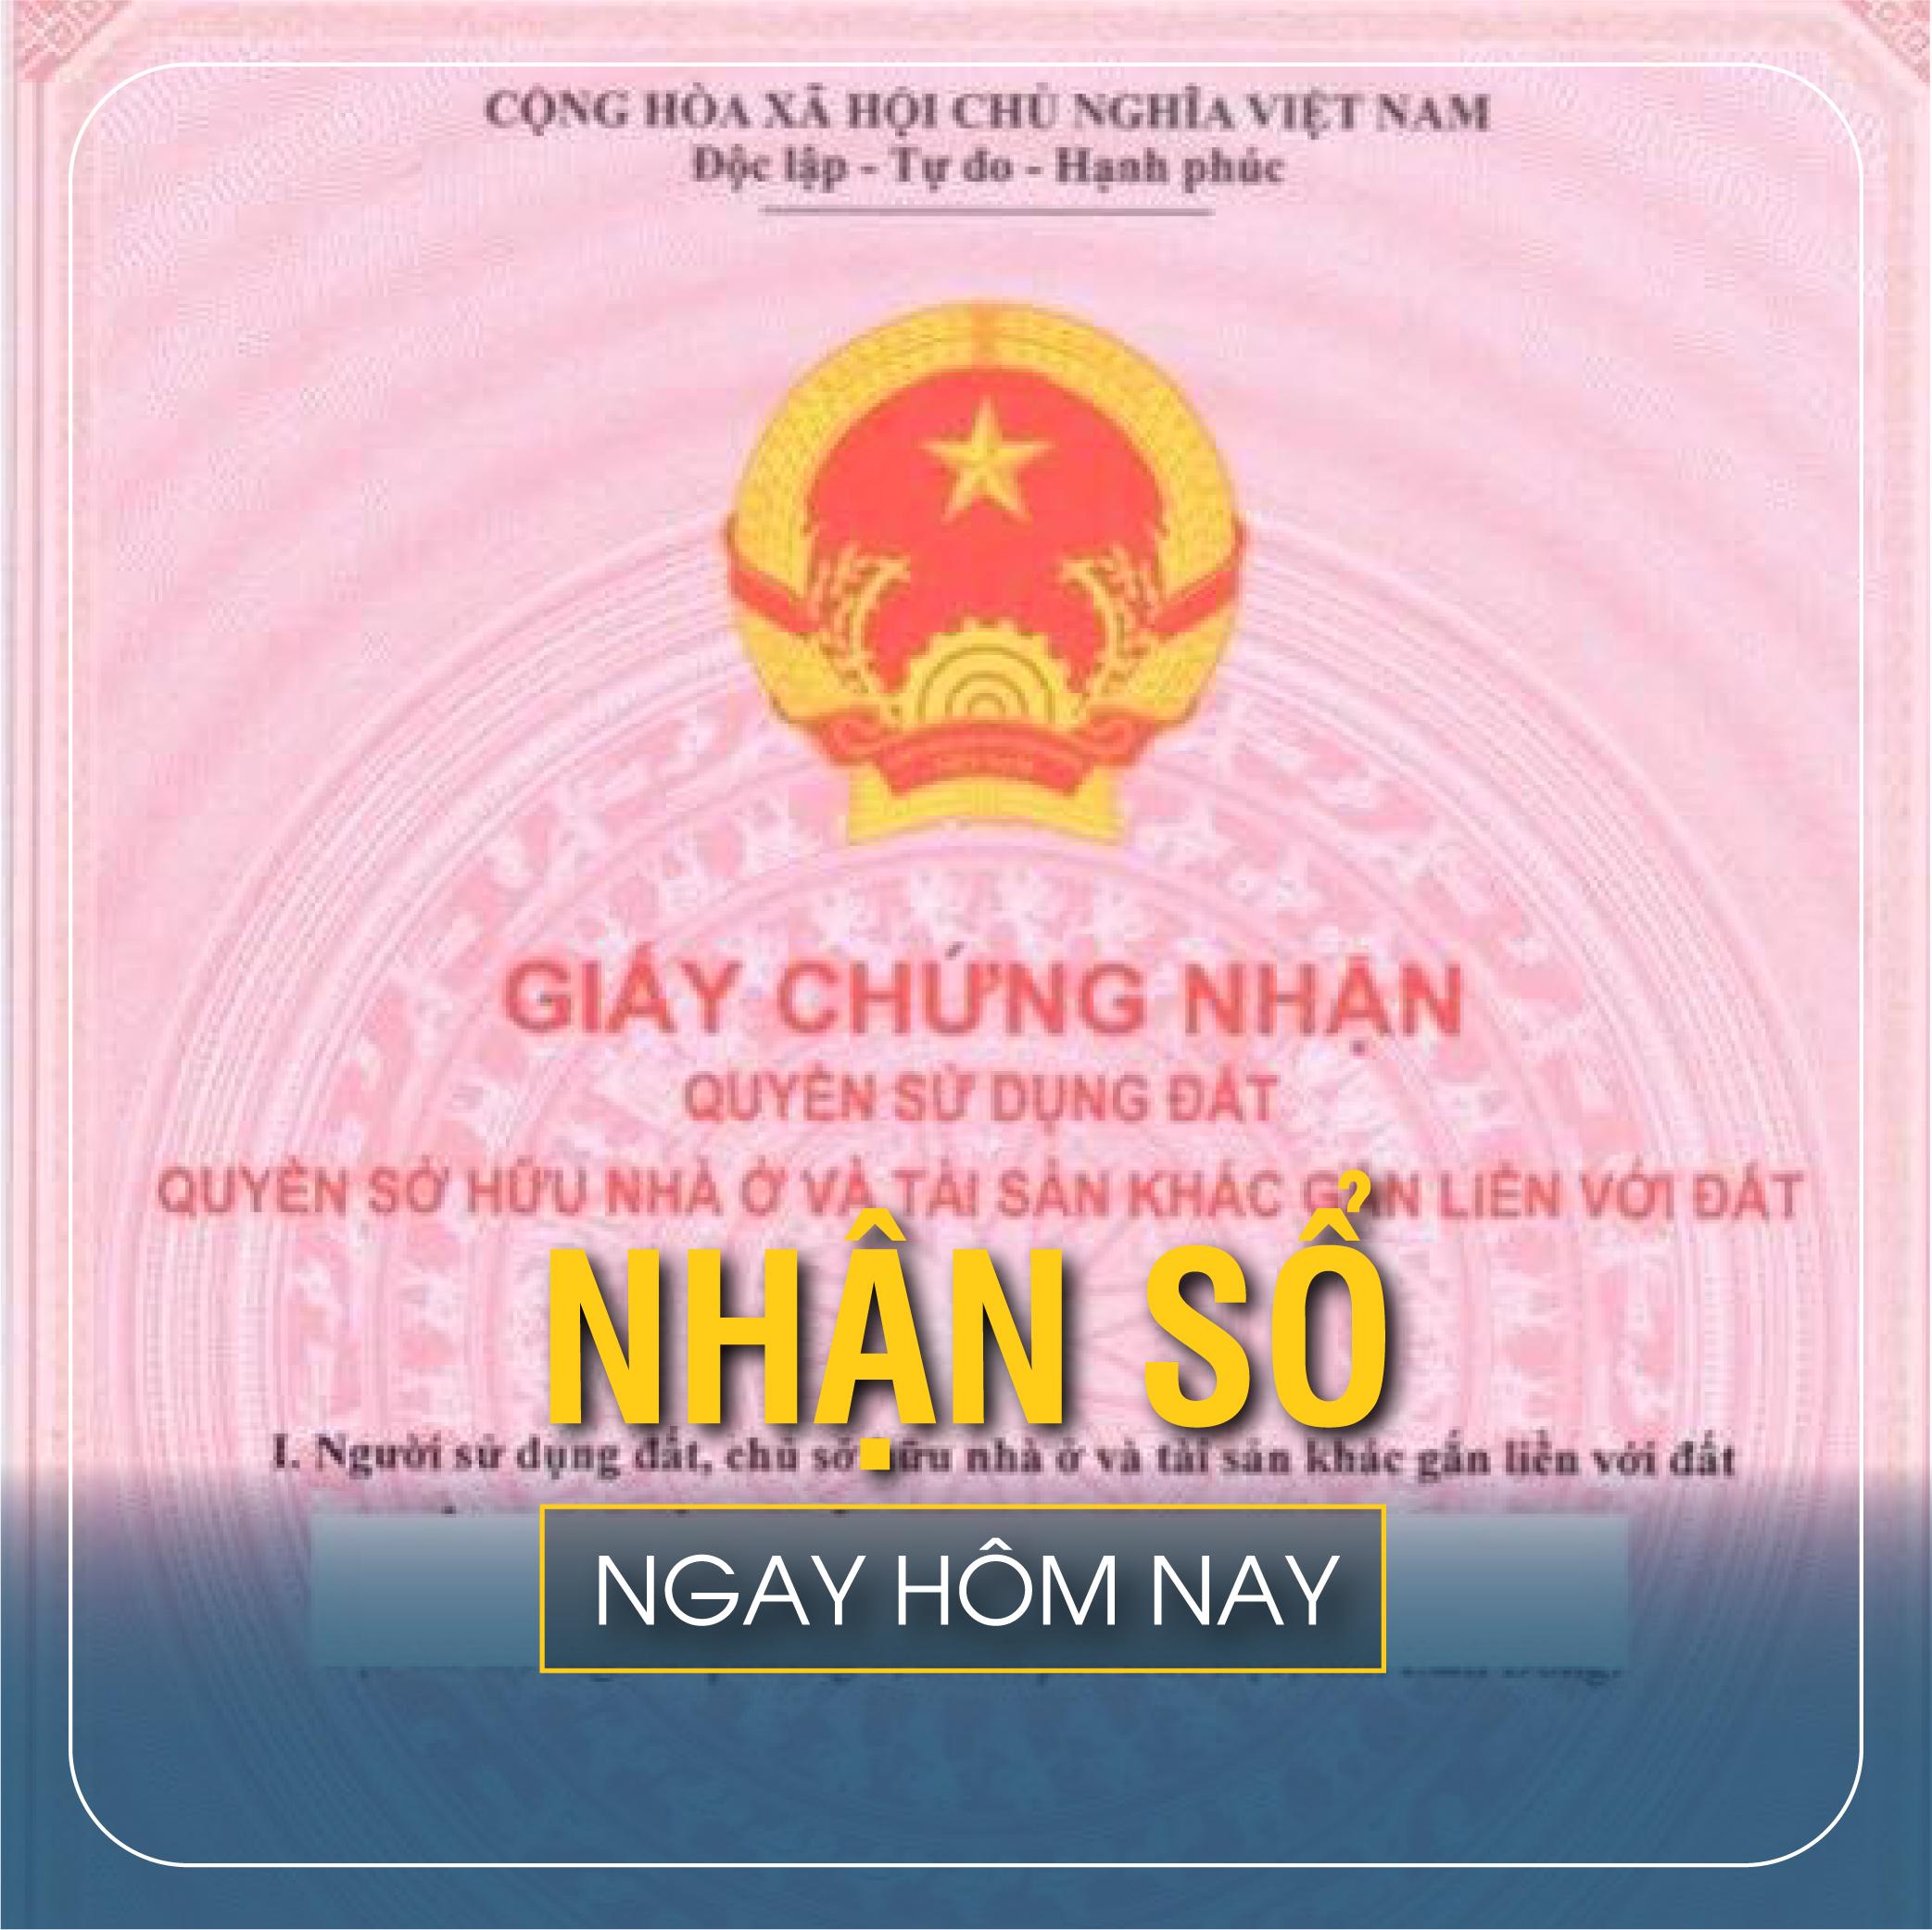 CỘNG HÒA XÃ HỘI CHỦ NGHĨA VIỆT NAM
Độc lập - Tự do - Hạnh phúc
GIẤY CHỨNG NHẬN
QUYỀN SỬ DỤNG ĐẤT
QUYỀN SỞ HỮU NHÀ Ở VÀ TÀI SẢN KHÁC GẮN LIỀN VỚI ĐẤT
NHẬN SỔ
I. Người sử dụng đất, chủ sở hữu nhà ở và tài sản khác gắn liền với đất
NGAY HÔM NAY